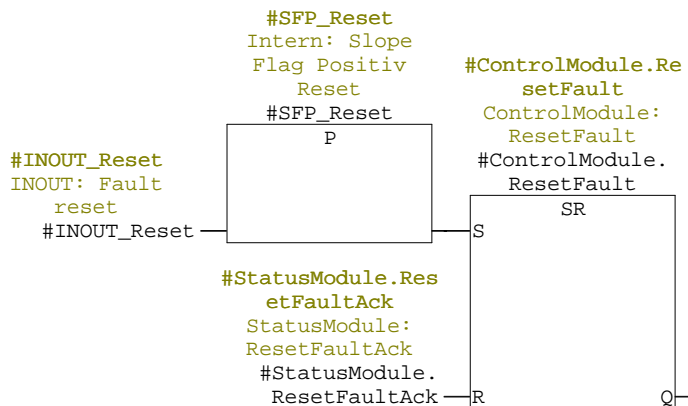 #SFP_Reset
Intern: Slope
Flag Positiv
Reset
#SFP_Reset
P
#ControlModule.Re
setFault
ControlModule:
ResetFault
#ControlModule.
ResetFault
SR
#INOUT_Reset
INOUT: Fault
reset
#INOUT_Reset
S
#StatusModule.Res
etFaultAck
StatusModule:
ResetFaultAck
#StatusModule.
ResetFaultAck
R
Q